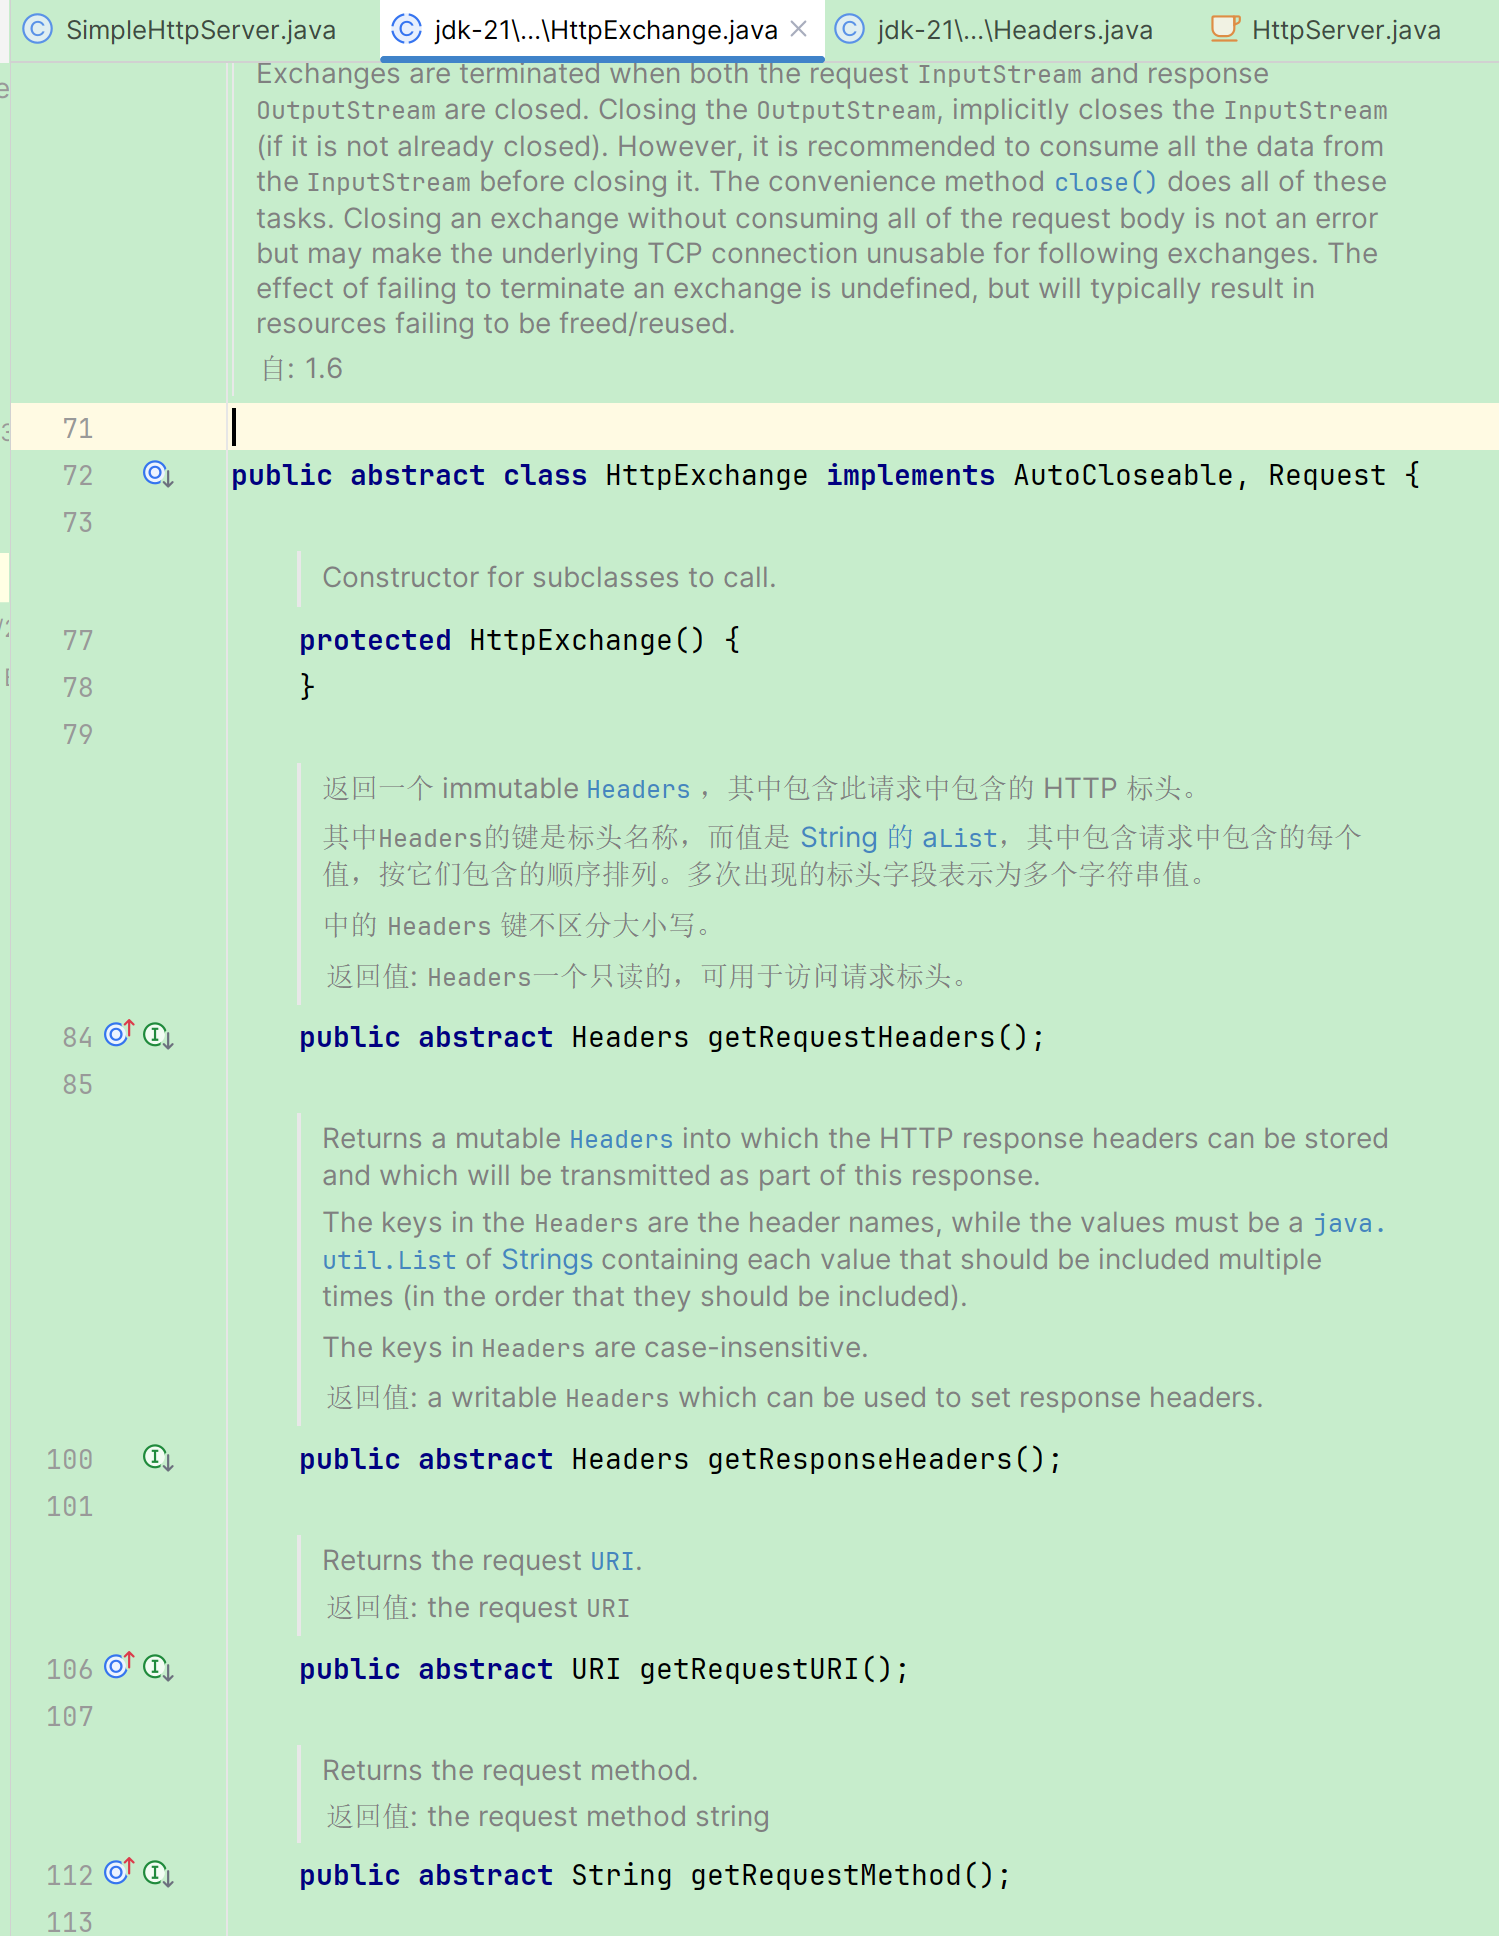 SimpleHttpServer.java jdk-21\...\HttpExchange.java jdk-21\...\Headers.java HttpServer.java
Exchanges are terminated when both the request InputStream and response
OutputStream are closed. Closing the OutputStream, implicitly closes the InputStream
(if it is not already closed). However, it is recommended to consume all the data from
the InputStream before closing it. The convenience method close() does all of these
tasks. Closing an exchange without consuming all of the request body is not an error
but may make the underlying TCP connection unusable for following exchanges. The
effect of failing to terminate an exchange is undefined, but will typically result in
resources failing to be freed/reused.
自: 1.6
71
72 public abstract class HttpExchange implements AutoCloseable, Request {
73
Constructor for subclasses to call.
77 protected HttpExchange() {
78 }
79
返回一个 immutable Headers ，其中包含此请求中包含的 HTTP 标头。
其中Headers的键是标头名称，而值是 String 的 aList，其中包含请求中包含的每个
值，按它们包含的顺序排列。多次出现的标头字段表示为多个字符串值。
中的 Headers 键不区分大小写。
返回值: Headers一个只读的，可用于访问请求标头。
84 public abstract Headers getRequestHeaders();
85
Returns a mutable Headers into which the HTTP response headers can be stored
and which will be transmitted as part of this response.
The keys in the Headers are the header names, while the values must be a java.
util.List of Strings containing each value that should be included multiple
times (in the order that they should be included).
The keys in Headers are case-insensitive.
返回值: a writable Headers which can be used to set response headers.
100 public abstract Headers getResponseHeaders();
101
Returns the request URI.
返回值: the request URI
106 public abstract URI getRequestURI();
107
Returns the request method.
返回值: the request method string
112 public abstract String getRequestMethod();
113